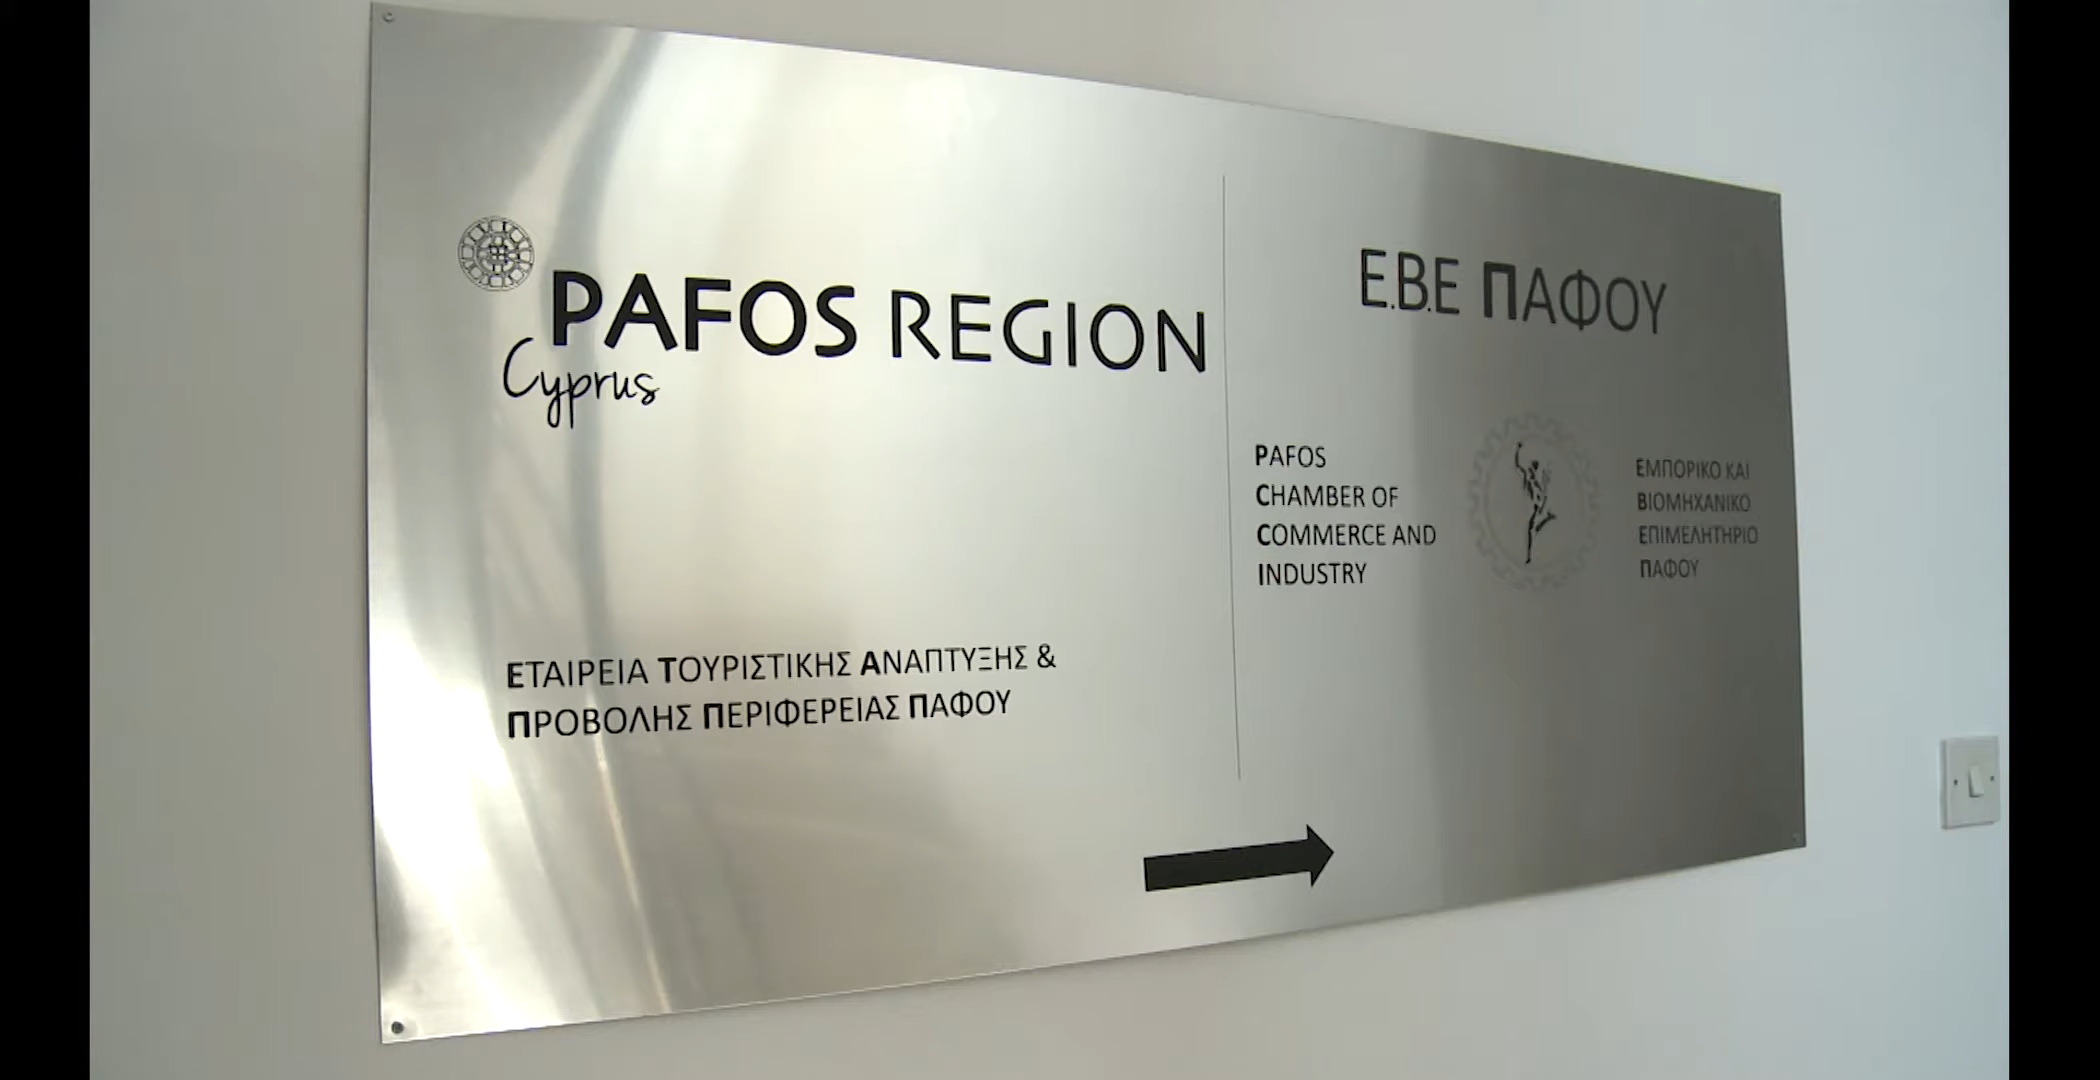 PAFOS REGION
Cyprus
ΕΤΑΙΡΕΙΑ ΤΟΥΡΙΣΤΙΚΗΣ ΑΝΑΠΤΥΞΗΣ &
ΠΡΟΒΟΛΗΣ ΠΕΡΙΦΕΡΕΙΑΣ ΠΑΦΟΥ
Ε.Β.Ε ΠΑΦΟΥ
PAFOS
CHAMBER OF
COMMERCE AND
INDUSTRY
ΕΜΠΟΡΙΚΟ ΚΑΙ
ΒΙΟΜΗΧΑΝΙΚΟ
ΕΠΙΜΕΛΗΤΗΡΙΟ
ΠΑΦΟΥ